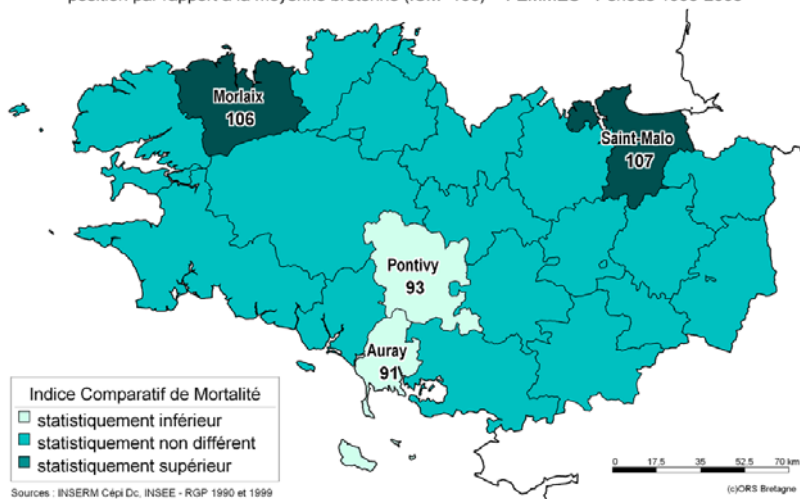 Morlaix
106
Saint-Malo
107
Pontivy
93
Auray
91
Indice Comparatif de Mortalité
statistiquement inférieur
statistiquement non différent
statistiquement supérieur
0 17,5 35 52,5 70 km
Sources : INSERM Cépi Dc, INSEE - RGP 1990 et 1999
(c)ORS Bretagne